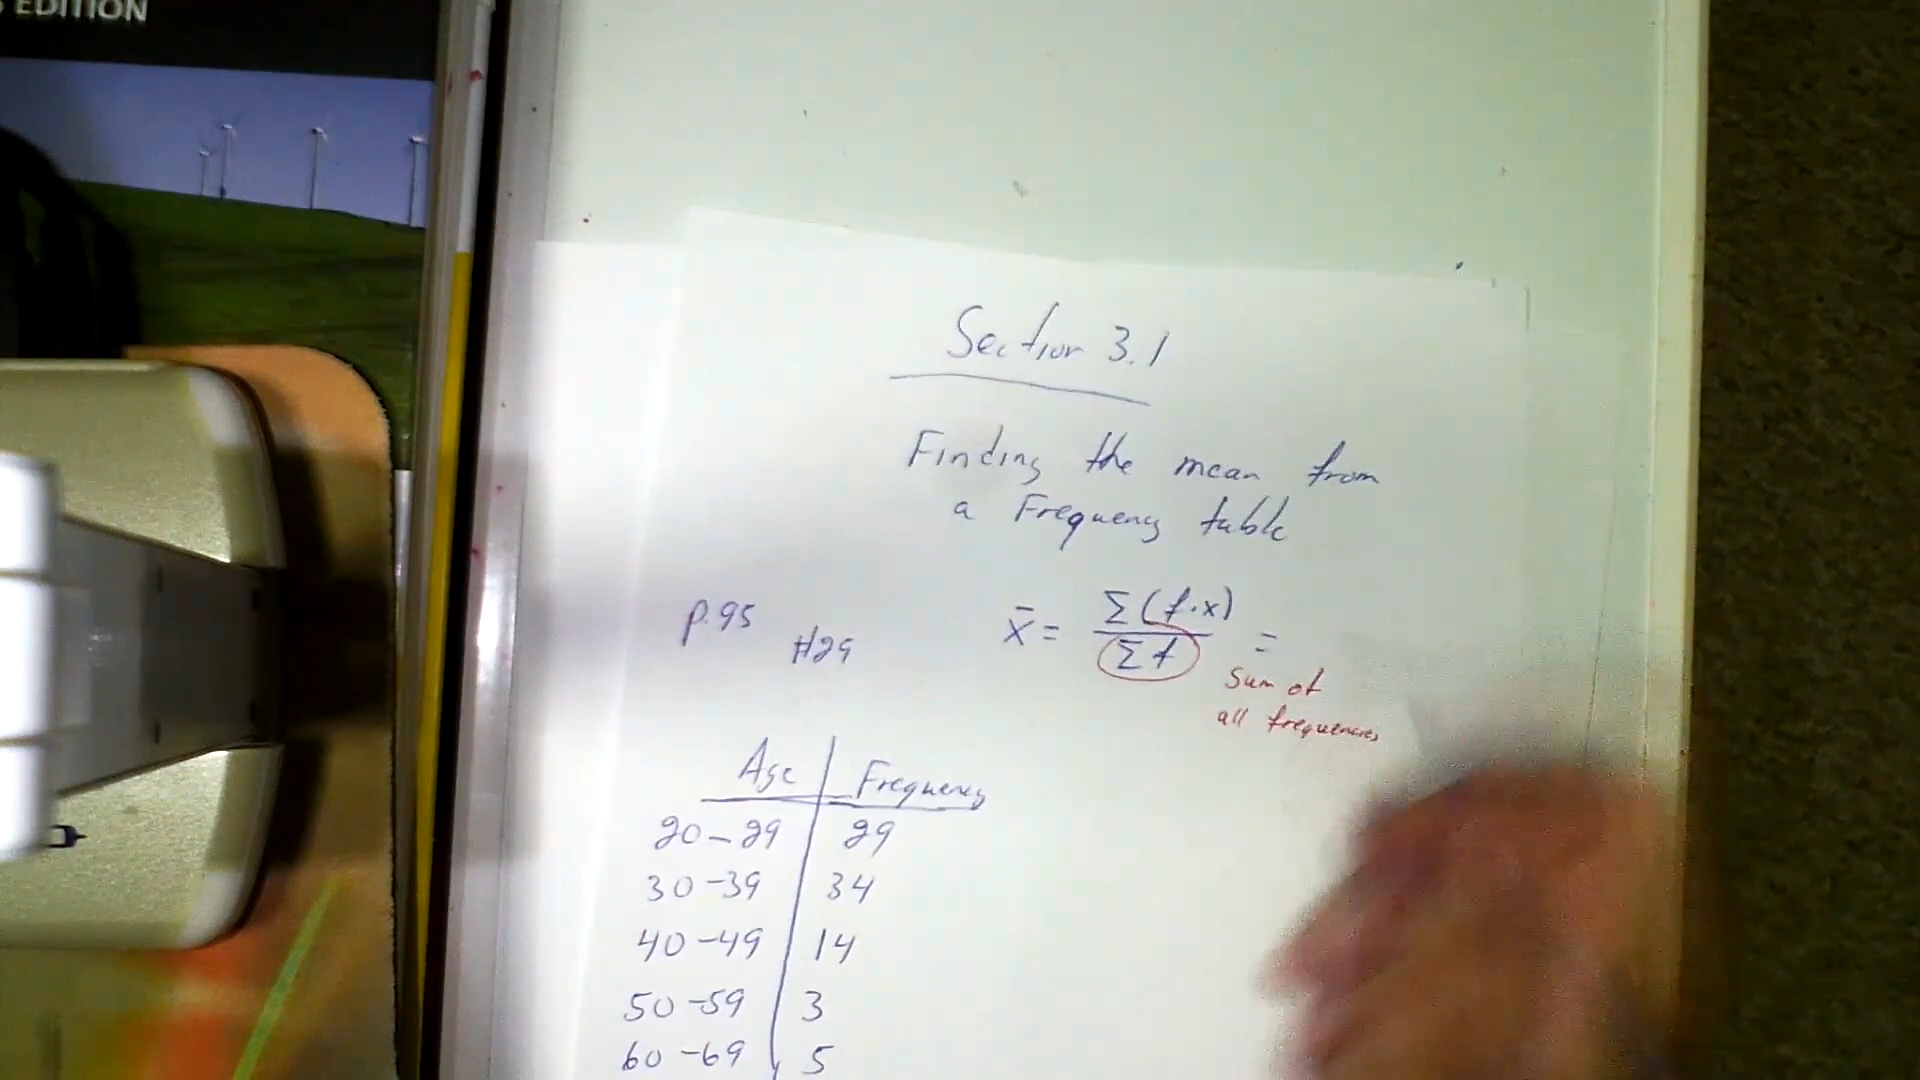 EDITION
Section 3.1
Finding the mean from
a Frequency table
p.95
#29
x̄ = Σ(f·x) / Σf =
Sum of
all frequencies
Age | Frequency
20-29 | 29
30-39 | 34
40-49 | 14
50-59 | 3
60-69 | 5